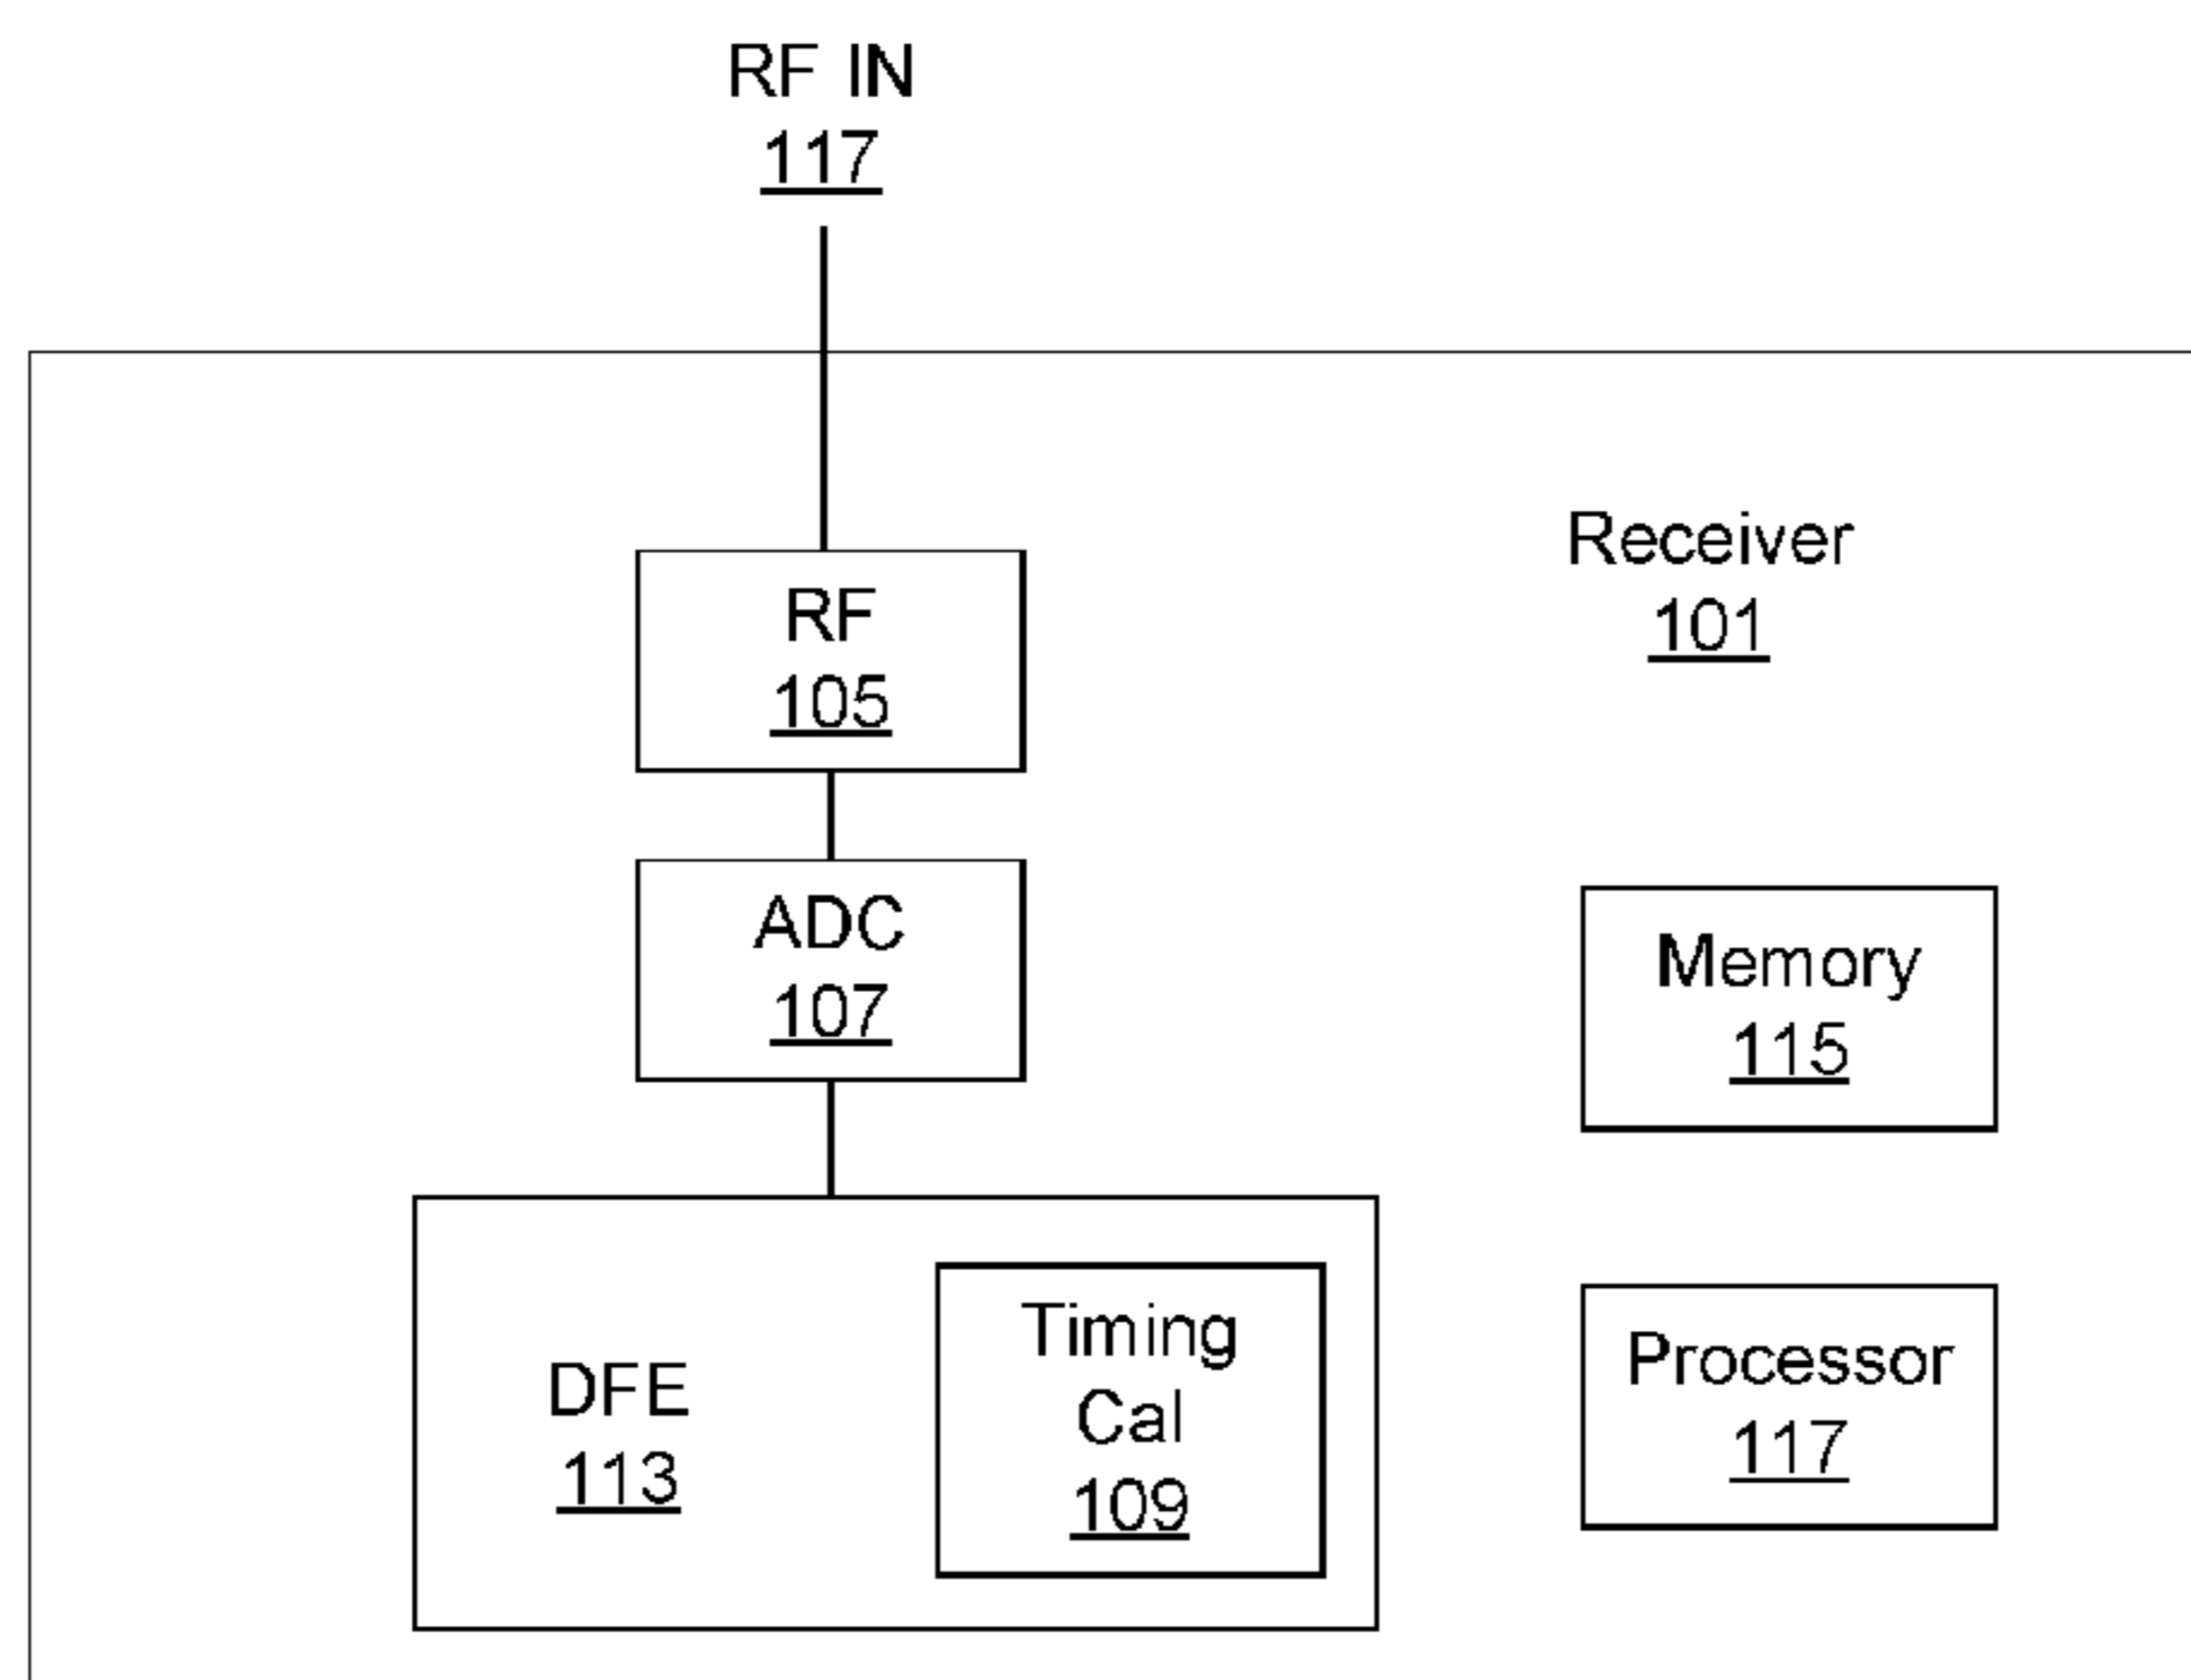 RF IN
117
Receiver
101
RF
105
ADC
107
Memory
115
DFE
113
Timing
Cal
109
Processor
117